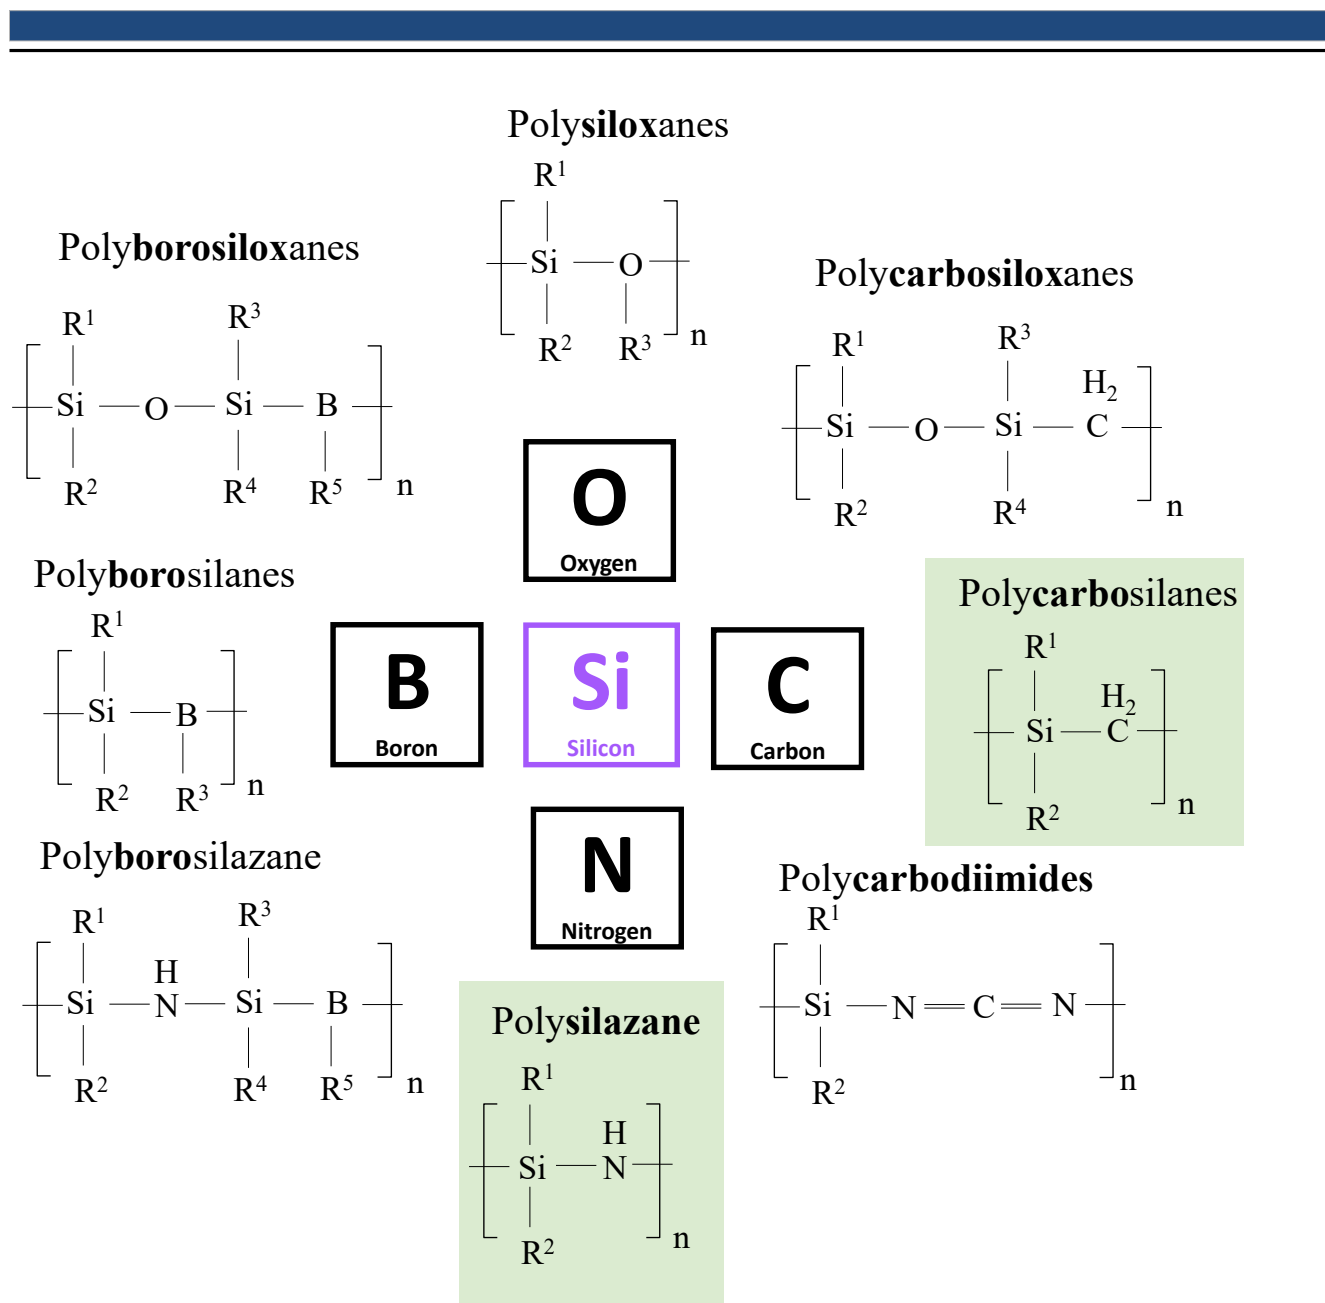 Polysiloxanes
R¹
Si O
R² R³ n
Polyborosiloxanes
R¹ R³
Si O Si B
R² R⁴ R⁵ n
Polycarbosiloxanes
R¹ R³ H₂
Si O Si C
R² R⁴ n
O
Oxygen
Polyborosilanes
R¹
Si B
R² R³ n
B
Boron
Si
Silicon
C
Carbon
Polycarbosilanes
R¹
H₂
Si C
R² n
N
Nitrogen
Polyborosilazane
R¹ R³
H
Si N Si B
R² R⁴ R⁵ n
Polycarbodiimides
R¹
Si N C N
R² n
Polysilazane
R¹
H
Si N
R² n